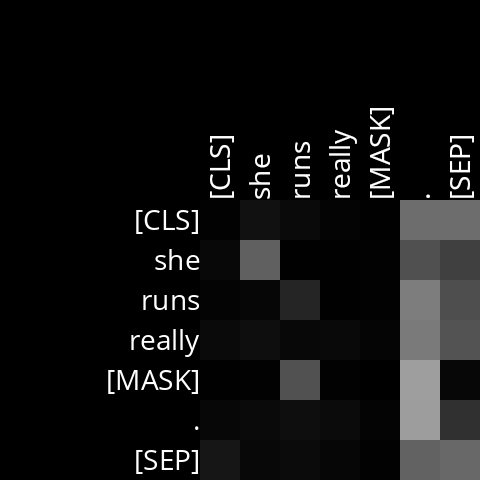 [CLS] she runs really [MASK] . [SEP]
[CLS]
she
runs
really
[MASK]
.
[SEP]